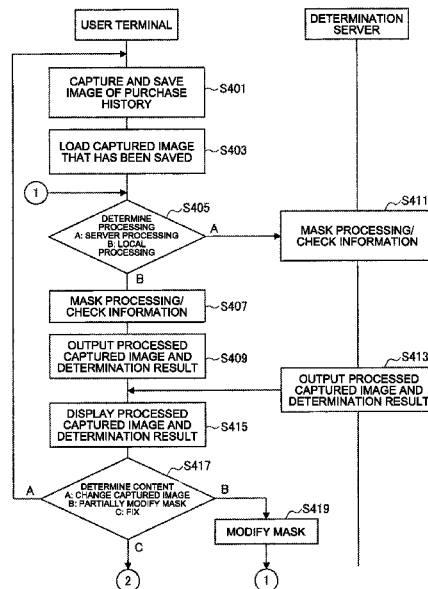 USER TERMINAL
DETERMINATION
SERVER
CAPTURE AND SAVE
IMAGE OF PURCHASE
HISTORY
S401
LOAD CAPTURED IMAGE
THAT HAS BEEN SAVED
S403
1
S405
DETERMINE
PROCESSING
A: SERVER PROCESSING
B: LOCAL
PROCESSING
A
B
S411
MASK PROCESSING/
CHECK INFORMATION
MASK PROCESSING/
CHECK INFORMATION
S407
OUTPUT PROCESSED
CAPTURED IMAGE AND
DETERMINATION RESULT
S409
S413
OUTPUT PROCESSED
CAPTURED IMAGE AND
DETERMINATION RESULT
DISPLAY PROCESSED
CAPTURED IMAGE AND
DETERMINATION RESULT
S415
S417
DETERMINE CONTENT
A: CHANGE CAPTURED IMAGE
B: PARTIALLY MODIFY MASK
C: FIX
A
B
C
S419
MODIFY MASK
2
1